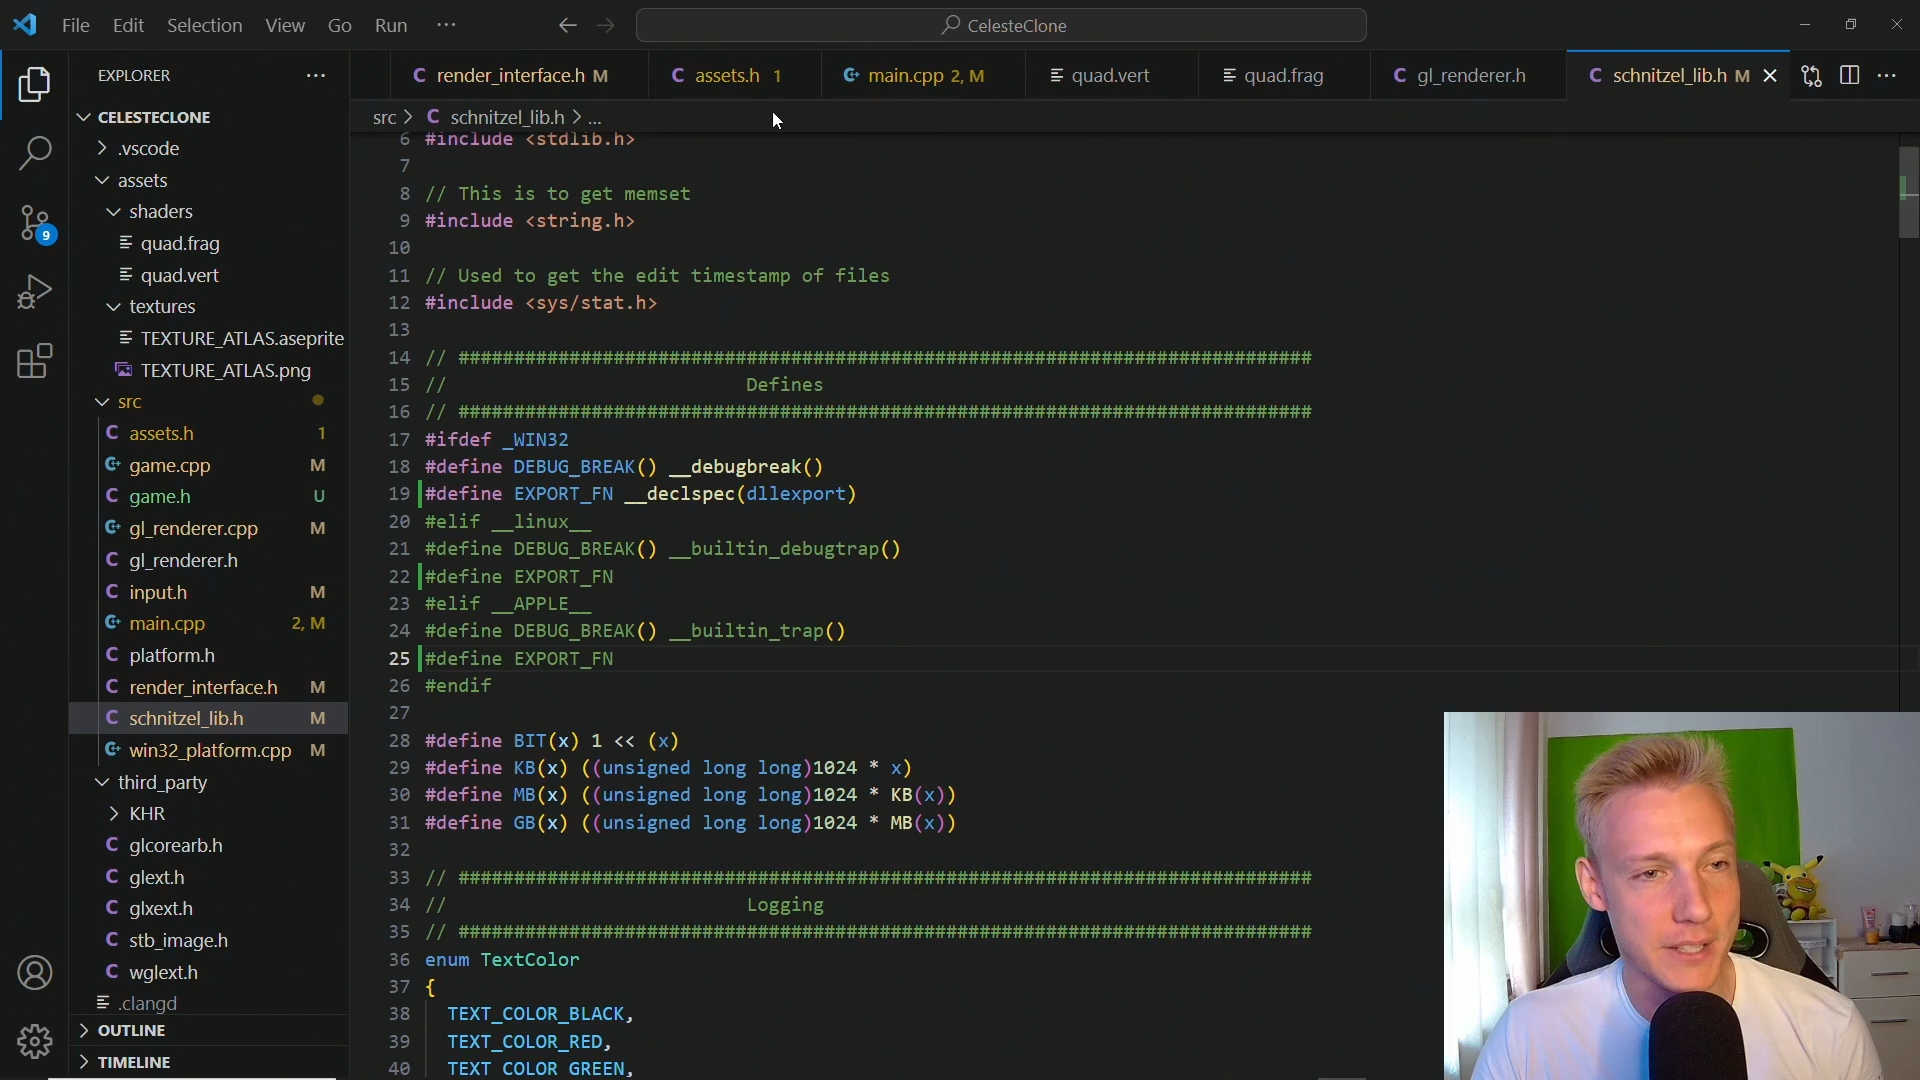 File Edit Selection View Go Run ···
CelesteClone
EXPLORER ···
CELESTECLONE
.vscode
assets
shaders
quad.frag
quad.vert
textures
TEXTURE_ATLAS.aseprite
TEXTURE_ATLAS.png
src
assets.h 1
game.cpp M
game.h U
gl_renderer.cpp M
gl_renderer.h
input.h M
main.cpp 2, M
platform.h
render_interface.h M
schnitzel_lib.h M
win32_platform.cpp M
third_party
KHR
glcorearb.h
glext.h
glxext.h
stb_image.h
wglext.h
.clangd
OUTLINE
TIMELINE
9
render_interface.h M assets.h 1 main.cpp 2, M quad.vert quad.frag gl_renderer.h schnitzel_lib.h M
src > C schnitzel_lib.h > ...
6 #include <stdlib.h>
7
8 // This is to get memset
9 #include <string.h>
10
11 // Used to get the edit timestamp of files
12 #include <sys/stat.h>
13
14 // #############################################################################
15 // Defines
16 // #############################################################################
17 #ifdef _WIN32
18 #define DEBUG_BREAK() __debugbreak()
19 #define EXPORT_FN __declspec(dllexport)
20 #elif __linux__
21 #define DEBUG_BREAK() __builtin_debugtrap()
22 #define EXPORT_FN
23 #elif __APPLE__
24 #define DEBUG_BREAK() __builtin_trap()
25 #define EXPORT_FN
26 #endif
27
28 #define BIT(x) 1 << (x)
29 #define KB(x) ((unsigned long long)1024 * x)
30 #define MB(x) ((unsigned long long)1024 * KB(x))
31 #define GB(x) ((unsigned long long)1024 * MB(x))
32
33 // #############################################################################
34 // Logging
35 // #############################################################################
36 enum TextColor
37 {
38 TEXT_COLOR_BLACK,
39 TEXT_COLOR_RED,
40 TEXT_COLOR_GREEN,